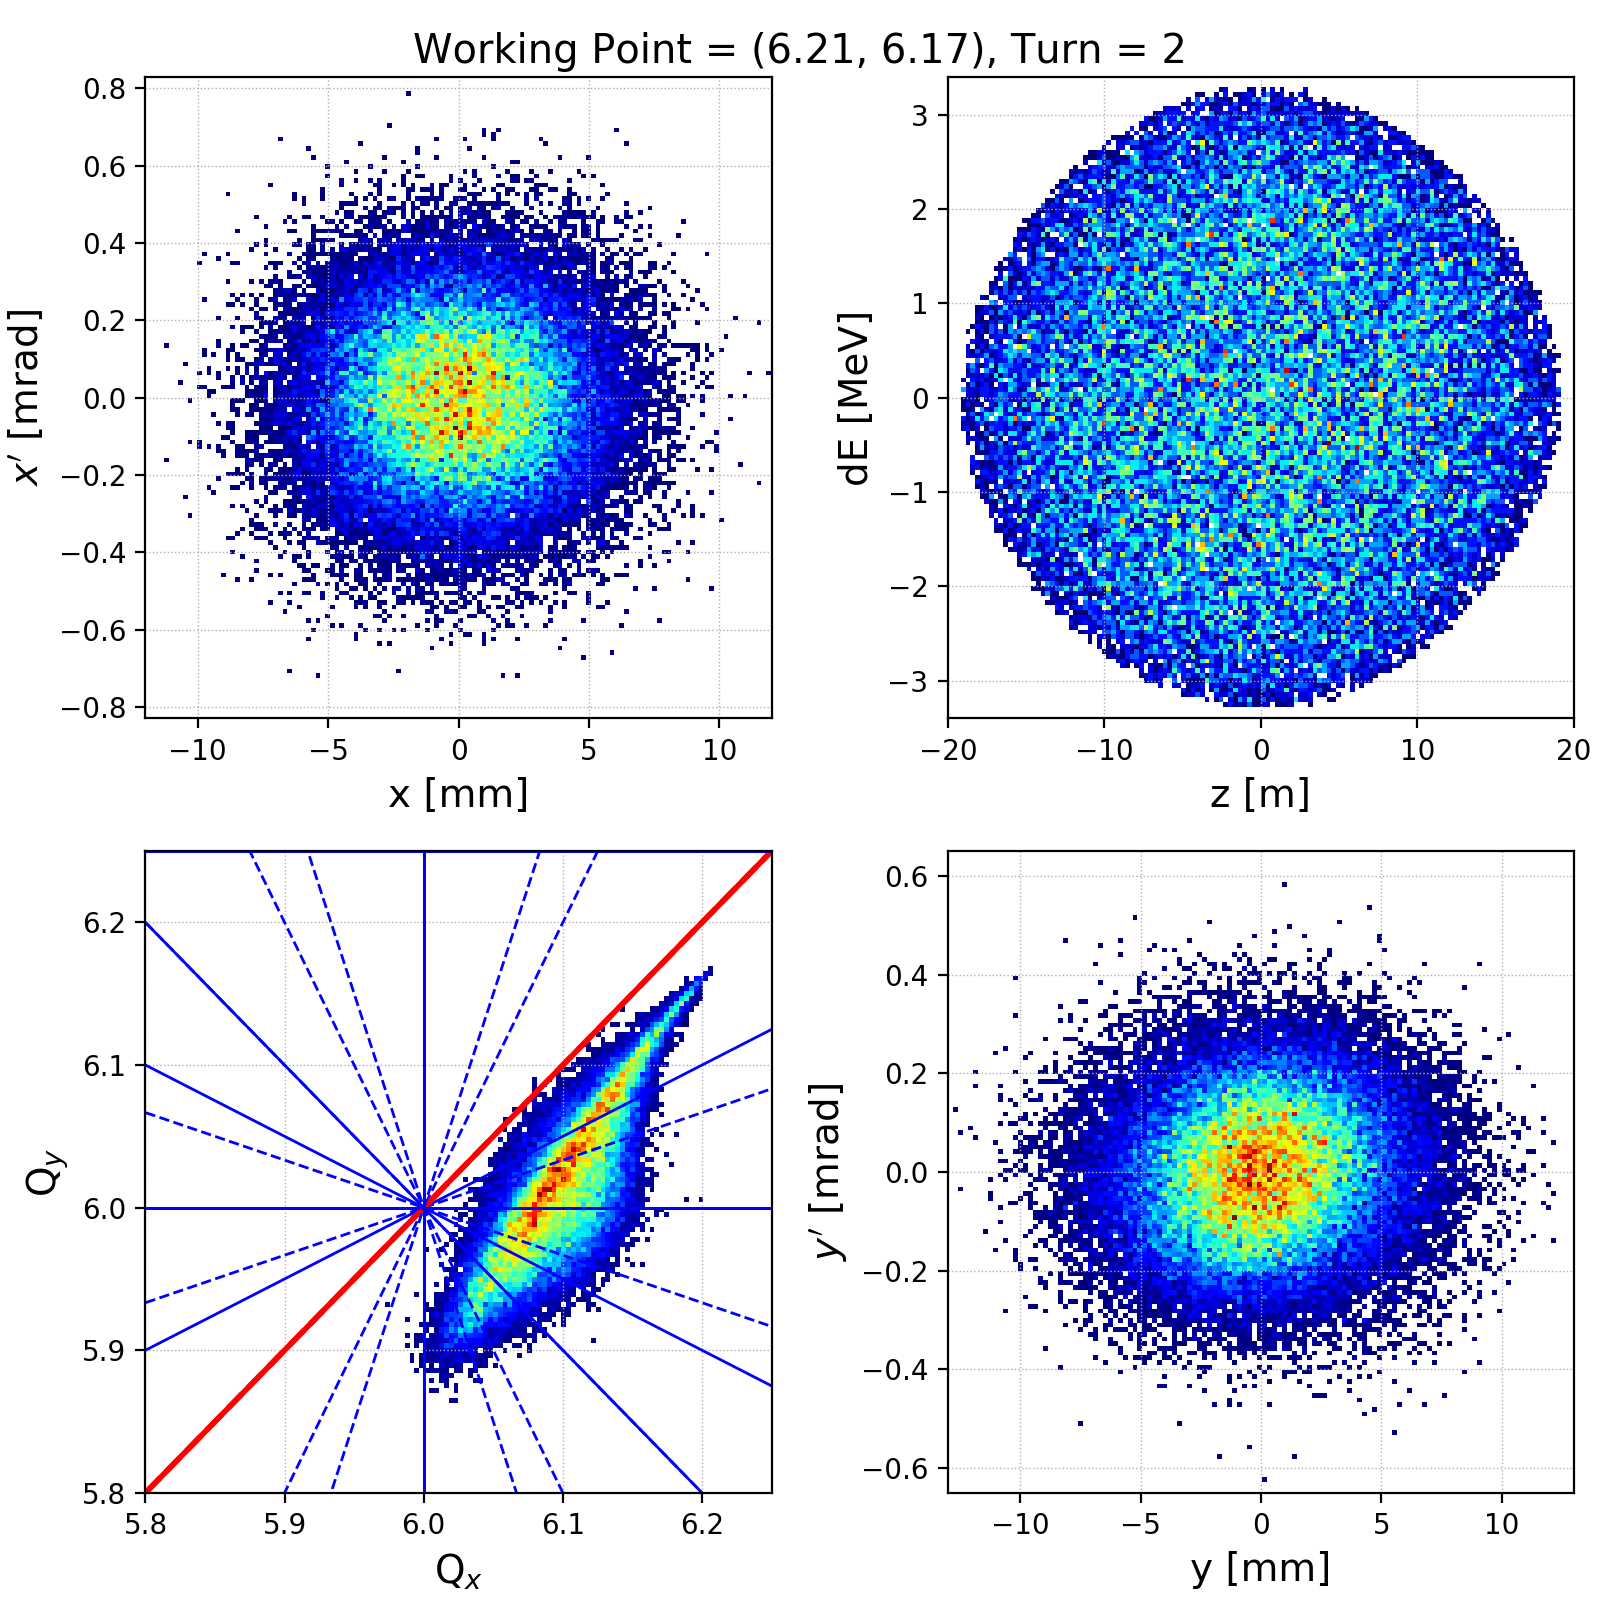 Working Point = (6.21, 6.17), Turn = 2
0.8
0.6
0.4
0.2
0.0
−0.2
−0.4
−0.6
−0.8
x′ [mrad]
−10 −5 0 5 10
x [mm]
3
2
1
0
−1
−2
−3
dE [MeV]
−20 −10 0 10 20
z [m]
6.2
6.1
6.0
5.9
5.8
Qy
5.8 5.9 6.0 6.1 6.2
Qx
0.6
0.4
0.2
0.0
−0.2
−0.4
−0.6
y′ [mrad]
−10 −5 0 5 10
y [mm]